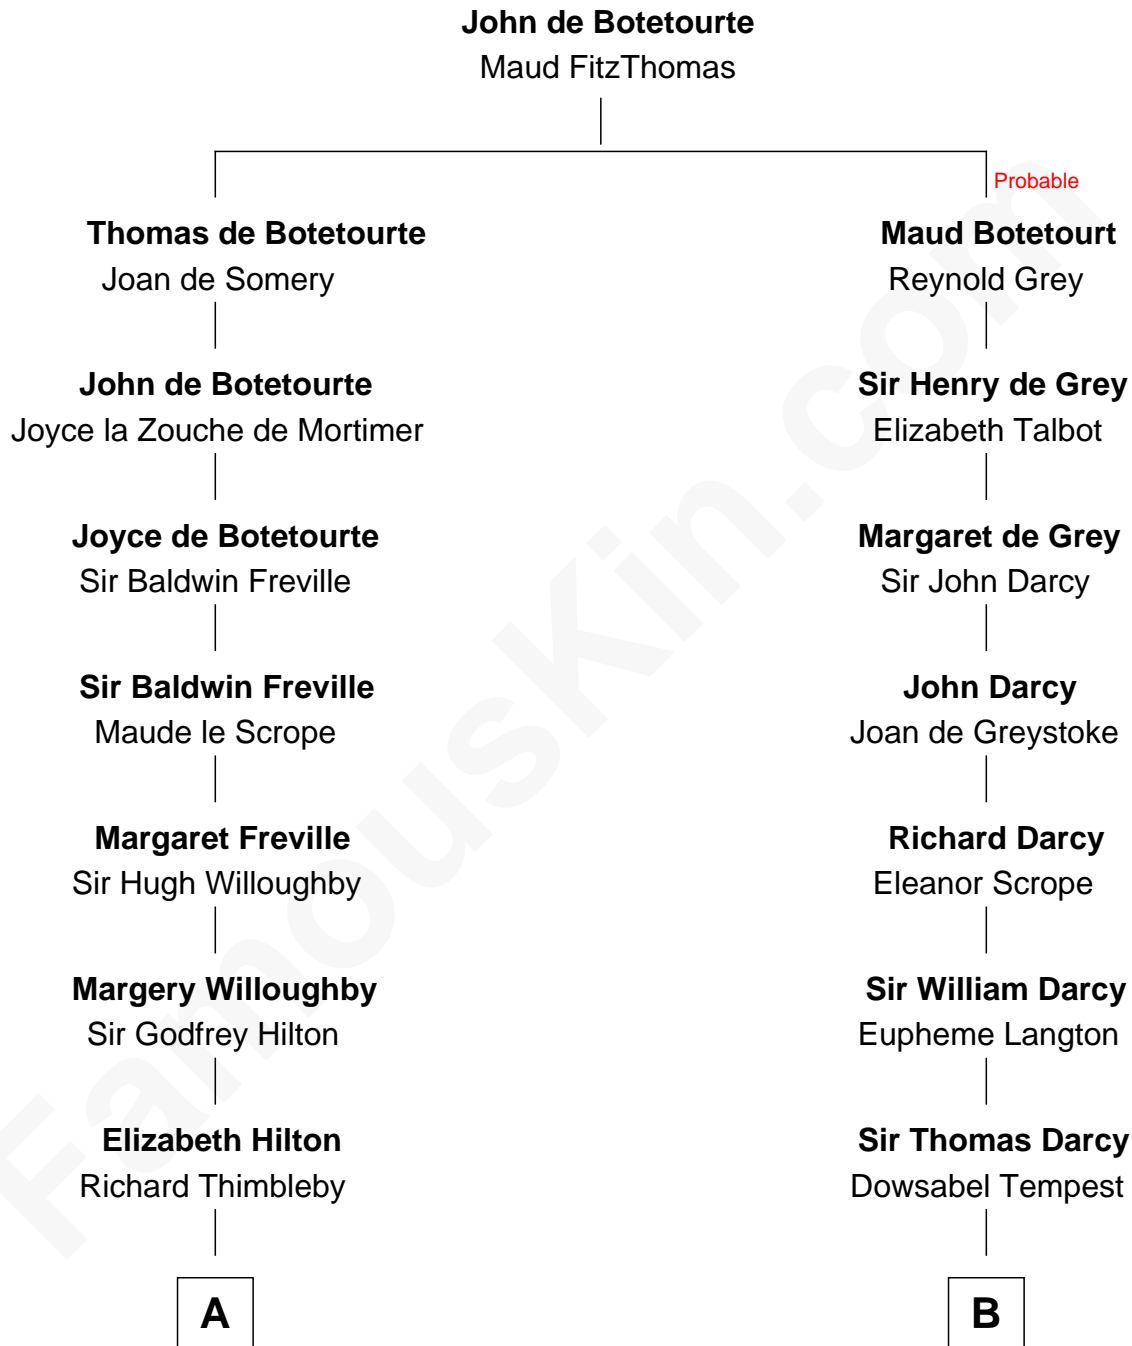 John de Botetourte
Maud FitzThomas
Probable
Thomas de Botetourte
Joan de Somery
John de Botetourte
Joyce la Zouche de Mortimer
Joyce de Botetourte
Sir Baldwin Freville
Sir Baldwin Freville
Maude le Scrope
Margaret Freville
Sir Hugh Willoughby
Margery Willoughby
Sir Godfrey Hilton
Elizabeth Hilton
Richard Thimbleby
A
Maud Botetourt
Reynold Grey
Sir Henry de Grey
Elizabeth Talbot
Margaret de Grey
Sir John Darcy
John Darcy
Joan de Greystoke
Richard Darcy
Eleanor Scrope
Sir William Darcy
Eupheme Langton
Sir Thomas Darcy
Dowsabel Tempest
B
FamousKin.com